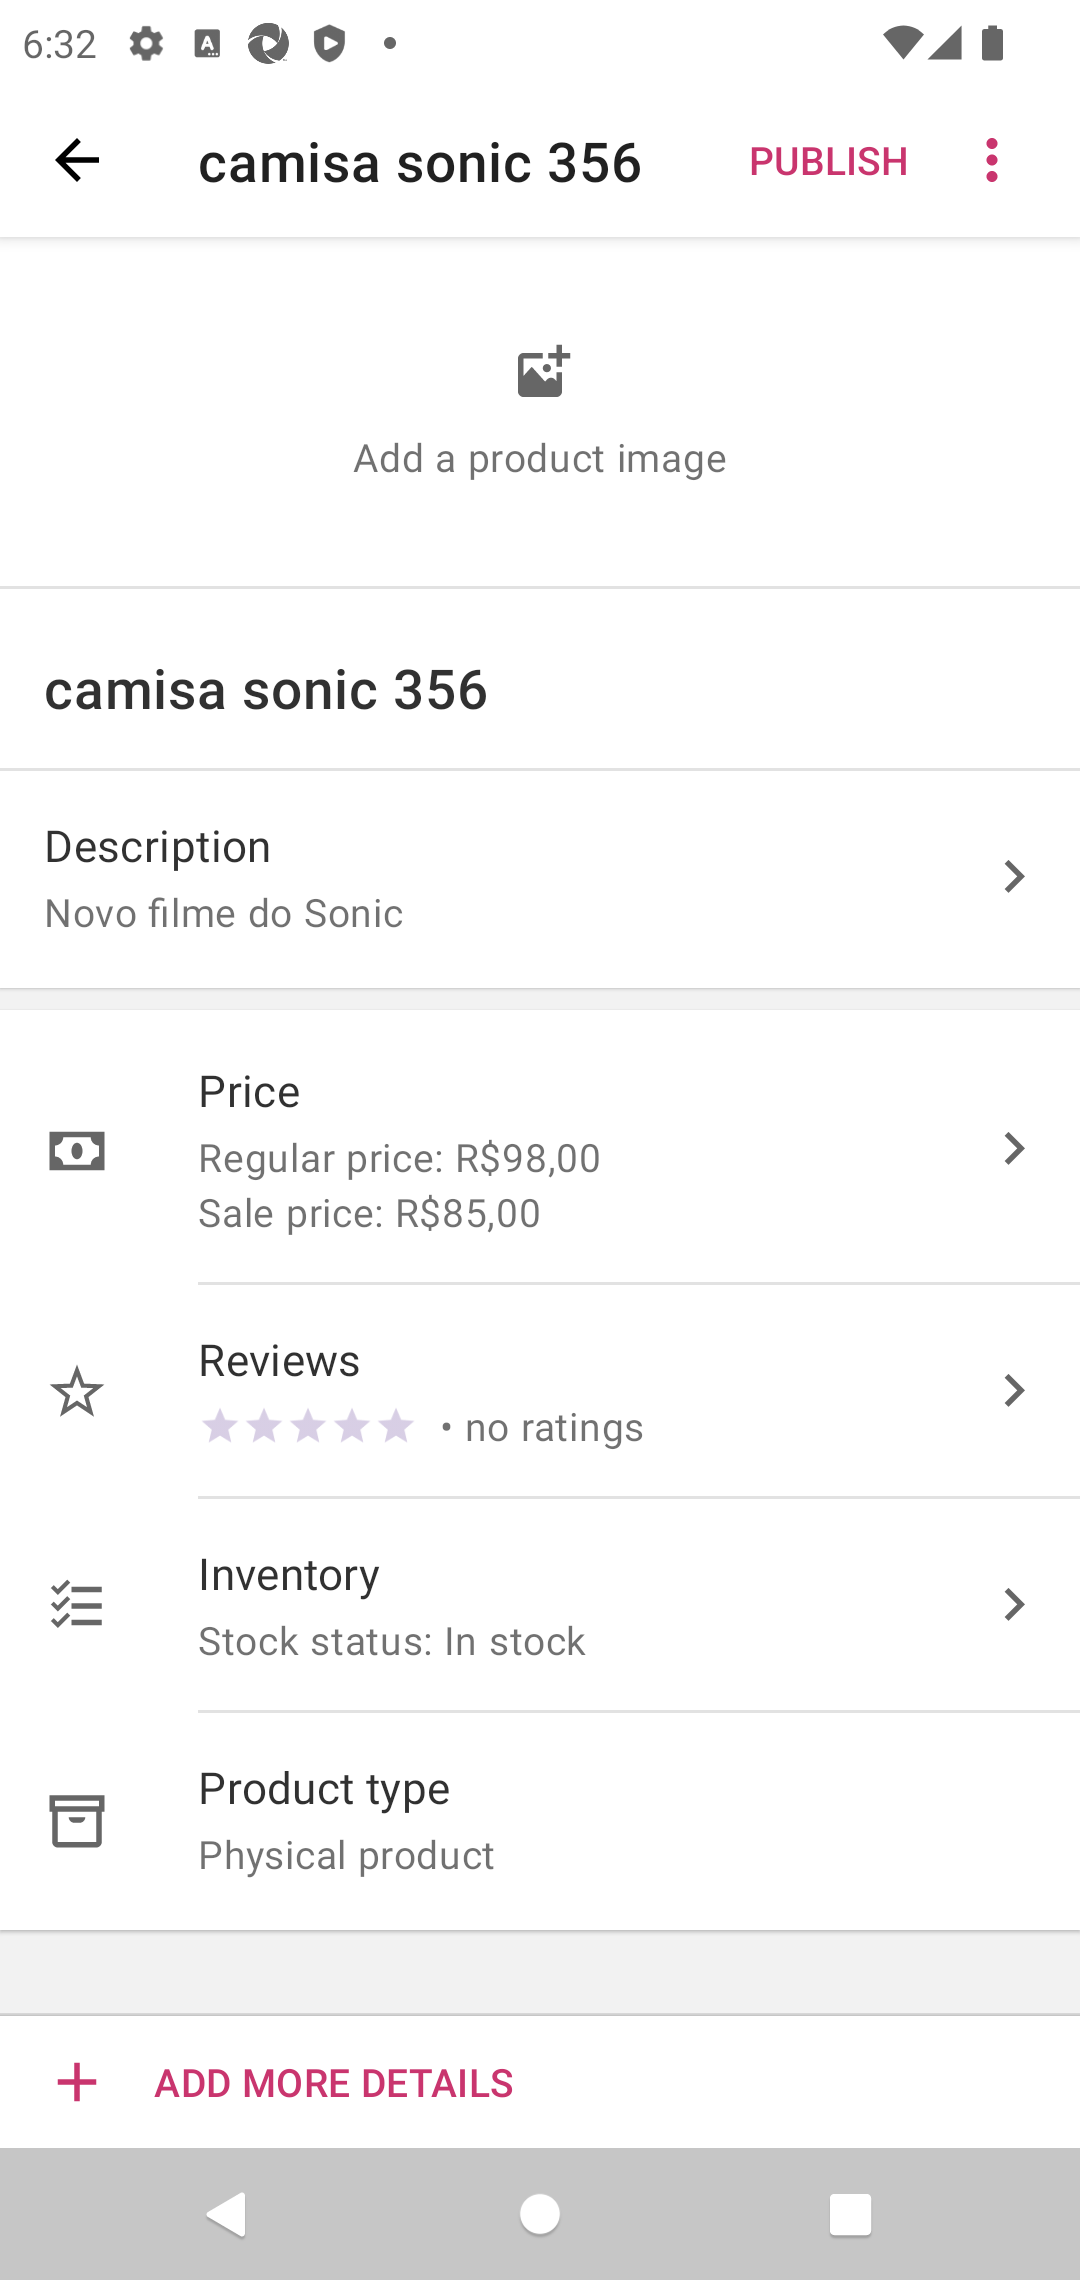 6:32
camisa sonic 356
PUBLISH
Add a product image
camisa sonic 356
Description
Novo filme do Sonic
Price
Regular price: R$98,00
Sale price: R$85,00
Reviews
• no ratings
Inventory
Stock status: In stock
Product type
Physical product
ADD MORE DETAILS